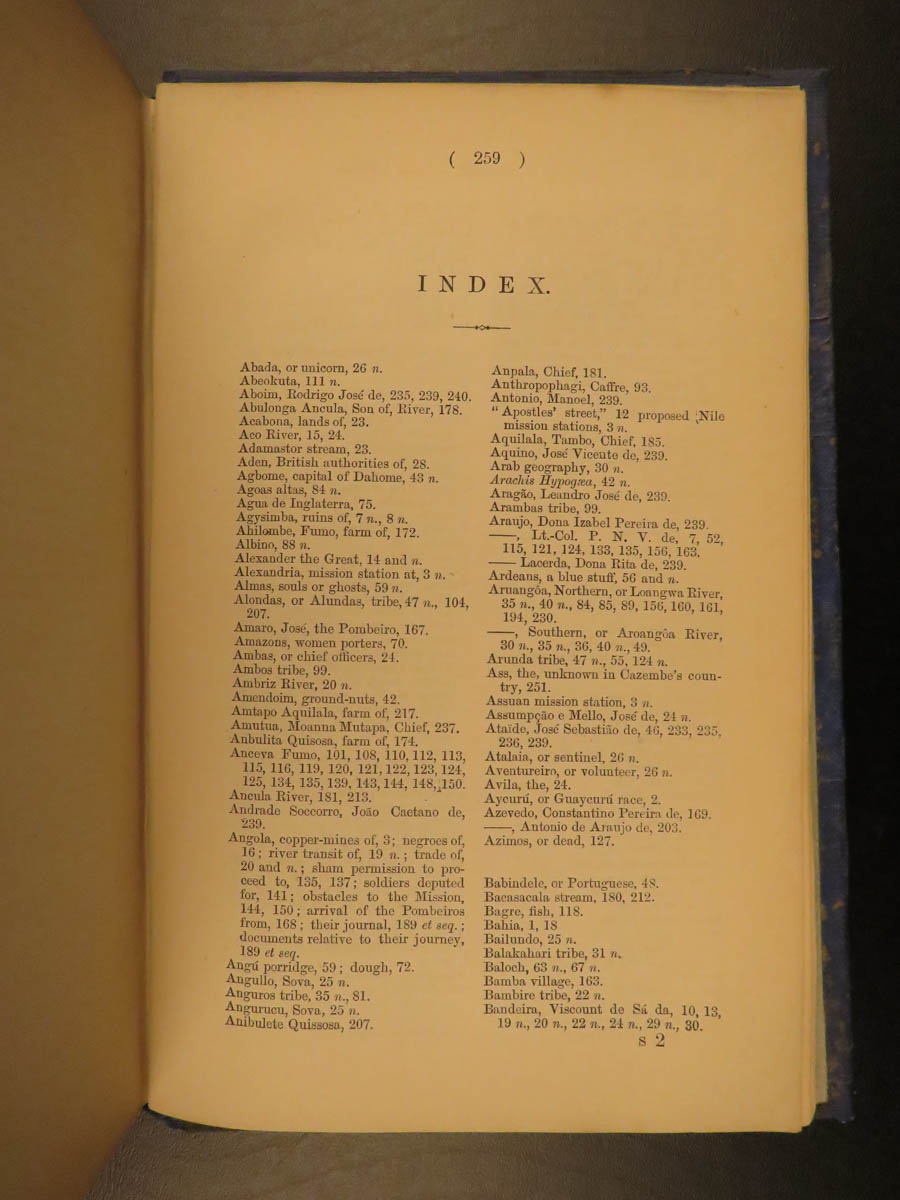 ( 259 )
INDEX.
Abada, or unicorn, 26 n.
Abeokuta, 111 n.
Aboim, Rodrigo José de, 235, 239, 240.
Abulonga Ancula, Son of, River, 178.
Acabona, lands of, 23.
Aco River, 15, 24.
Adamastor stream, 23.
Aden, British authorities of, 28.
Agbome, capital of Dahome, 43 n.
Agoas altas, 84 n.
Agua de Inglaterra, 75.
Agysimba, ruins of, 7 n., 8 n.
Ahilombe, Fumo, farm of, 172.
Albino, 88 n.
Alexander the Great, 14 and n.
Alexandria, mission station at, 3 n.
Almas, souls or ghosts, 59 n.
Alondas, or Alundas, tribe, 47 n., 104,
207.
Amaro, José, the Pombeiro, 167.
Amazons, women porters, 70.
Ambas, or chief officers, 24.
Ambos tribe, 99.
Ambriz River, 20 n.
Amendoim, ground-nuts, 42.
Amtapo Aquilala, farm of, 217.
Amutua, Moanna Mutapa, Chief, 237.
Anbulita Quisosa, farm of, 174.
Anceva Fumo, 101, 108, 110, 112, 113,
115, 116, 119, 120, 121, 122, 123, 124,
125, 134, 135, 139, 143, 144, 148, 150.
Ancula River, 181, 213.
Andrade Soccorro, João Caetano de,
239.
Angola, copper-mines of, 3; negroes of,
16; river transit of, 19 n.; trade of,
20 and n.; sham permission to pro-
ceed to, 135, 137; soldiers deputed
for, 141; obstacles to the Mission,
144, 150; arrival of the Pombeiros
from, 168; their journal, 189 et seq.;
documents relative to their journey,
189 et seq.
Angú porridge, 59; dough, 72.
Angullo, Sova, 25 n.
Anguros tribe, 35 n., 81.
Angurucu, Sova, 25 n.
Anibulete Quissosa, 207.
Anpala, Chief, 181.
Anthropophagi, Caffre, 93.
Antonio, Manoel, 239.
“Apostles’ street,” 12 proposed Nile
mission stations, 3 n.
Aquilala, Tambo, Chief, 185.
Aquino, José Vicente de, 239.
Arab geography, 30 n.
Arachis Hypogæa, 42 n.
Aragão, Leandro José de, 239.
Arambas tribe, 99.
Araujo, Dona Izabel Pereira de, 239.
——, Lt.-Col. P. N. V. de, 7, 52,
115, 121, 124, 133, 135, 156, 163.
—— Lacerda, Dona Rita de, 239.
Ardeans, a blue stuff, 56 and n.
Aruangôa, Northern, or Loangwa River,
35 n., 40 n., 84, 85, 89, 156, 160, 161,
194, 230.
——, Southern, or Aroangôa River,
30 n., 35 n., 36, 40 n., 49.
Arunda tribe, 47 n., 55, 124 n.
Ass, the, unknown in Cazembe’s coun-
try, 251.
Assuan mission station, 3 n.
Assumpção e Mello, José de, 24 n.
Ataïde, José Sebastião de, 46, 233, 235,
236, 239.
Atalaia, or sentinel, 26 n.
Aventureiro, or volunteer, 26 n.
Avila, the, 24.
Aycurú, or Guaycurú race, 2.
Azevedo, Constantino Pereira de, 169.
——, Antonio de Araujo de, 203.
Azimos, or dead, 127.
Babindele, or Portuguese, 48.
Bacasacala stream, 180, 212.
Bagre, fish, 118.
Bahia, 1, 18
Bailundo, 25 n.
Balakahari tribe, 31 n.
Baloch, 63 n., 67 n.
Bamba village, 163.
Bambire tribe, 22 n.
Bandeira, Viscount de Sá da, 10, 13,
19 n., 20 n., 22 n., 24 n., 29 n., 30.
S 2